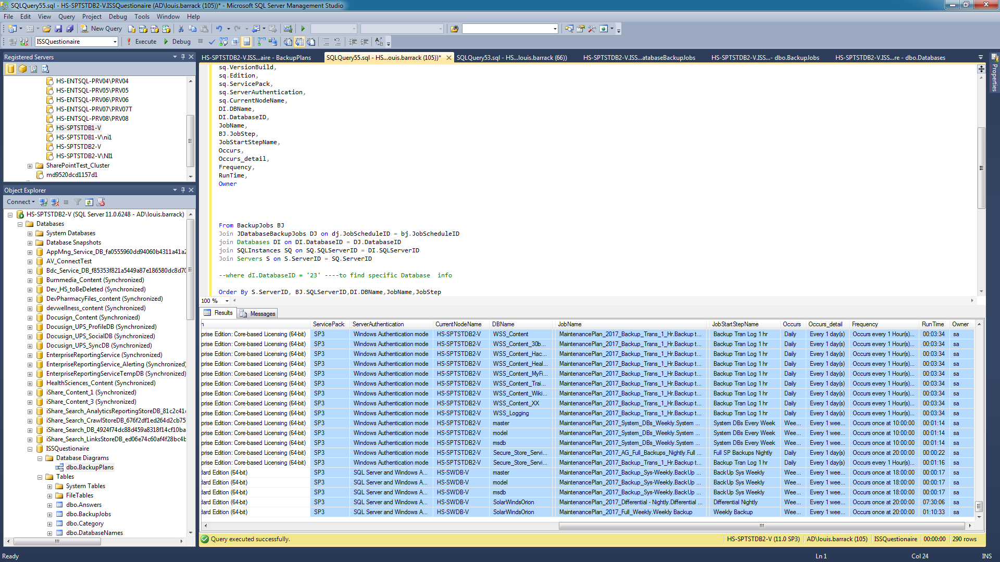 SQLQuery55.sql - HS-SPTSTDB2-V.ISSQuestionaire (AD\louis.barrack (105))* - Microsoft SQL Server Management Studio
File Edit View Query Project Debug Tools Window Help
New Query
ISSQuestionaire Execute Debug
Registered Servers
HS-ENTSQL-PRV04\PRV04
HS-ENTSQL-PRV05\PRV05
HS-ENTSQL-PRV06\PRV06
HS-ENTSQL-PRV07\PRV07T
HS-ENTSQL-PRV08\PRV08
HS-SPTSTDB1-V
HS-SPTSTDB1-V\ni1
HS-SPTSTDB2-V
HS-SPTSTDB2-V\NI1
SharePointTest_Cluster
md9520dcd1157d1
Object Explorer
Connect
HS-SPTSTDB2-V (SQL Server 11.0.6248 - AD\louis.barrack)
Databases
System Databases
Database Snapshots
AppMng_Service_DB_fa0555960dd94060b4311a41a2
AV_ConnectTest
Bdc_Service_DB_f85353f821a5449a87e186580dc8d70
Burnmedia_Content (Synchronized)
Dev_HS_toBeDeleted (Synchronized)
DevPharmacyFiles_content (Synchronized)
devwellness_content (Synchronized)
Docusign_Content (Synchronized)
Docusign_UPS_ProfileDB (Synchronized)
Docusign_UPS_SocialDB (Synchronized)
Docusign_UPS_SyncDB (Synchronized)
EnterpriseReportingService (Synchronized)
EnterpriseReportingService_Alerting (Synchronized)
EnterpriseReportingServiceTempDB (Synchronized)
HealthSciences_Content (Synchronized)
iShare_Content_1 (Synchronized)
iShare_Content_3 (Synchronized)
iShare_Search_AnalyticsReportingStoreDB_81c2c41
iShare_Search_CrawlStoreDB_676f2df1ed264d2cb75
iShare_Search_DB_4924f74dc88d459a8318f14cf10ba
iShare_Search_LinksStoreDB_ed06e74c60af4f28bc4b
ISSQuestionaire
Database Diagrams
dbo.BackupPlans
Tables
System Tables
FileTables
dbo.Answers
dbo.BackupJobs
dbo.Category
dbo.DatabaseNames
HS-SPTSTDB2-V.ISS...aire - BackupPlans SQLQuery55.sql - HS...ouis.barrack (105))* SQLQuery53.sql - HS...louis.barrack (66)) HS-SPTSTDB2-V.ISS...atabaseBackupJobs HS-SPTSTDB2-V.ISS...- dbo.BackupJobs HS-SPTSTDB2-V.ISS...re - dbo.Databases
Properties
sq.VersionBuild,
sq.Edition,
sq.ServicePack,
sq.ServerAuthentication,
sq.CurrentNodeName,
DI.DBName,
DI.DatabaseID,
JobName,
BJ.JobStep,
JobStartStepName,
Occurs,
Occurs_detail,
Frequency,
RunTime,
Owner
From BackupJobs BJ
Join JDatabaseBackupJobs DJ on dj.JobScheduleID = bj.JobScheduleID
join Databases DI on DI.DatabaseID = DJ.DatabaseID
join SQLInstances SQ on SQ.SQLServerID = DI.SQLServerID
Join Servers S on S.ServerID = SQ.ServerID
--where dI.DatabaseID = '23' ----to find specific Database  info
Order By S.ServerID, BJ.SQLServerID,DI.DBName,JobName,JobStep
100 %
Results Messages
ServicePack ServerAuthentication CurrentNodeName DBName JobName JobStartStepName Occurs Occurs_detail Frequency RunTime Owner
prise Edition: Core-based Licensing (64-bit) SP3 Windows Authentication mode HS-SPTSTDB2-V WSS_Content MaintenancePlan_2017_Backup_Trans_1_Hr.Backup t... Backup Tran Log 1 hr Daily Every 1 day(s) Occurs every 1 Hour(s)... 00:03:34 sa
prise Edition: Core-based Licensing (64-bit) SP3 Windows Authentication mode HS-SPTSTDB2-V WSS_Content_30b... MaintenancePlan_2017_Backup_Trans_1_Hr.Backup t... Backup Tran Log 1 hr Daily Every 1 day(s) Occurs every 1 Hour(s)... 00:03:34 sa
prise Edition: Core-based Licensing (64-bit) SP3 Windows Authentication mode HS-SPTSTDB2-V WSS_Content_Hac... MaintenancePlan_2017_Backup_Trans_1_Hr.Backup t... Backup Tran Log 1 hr Daily Every 1 day(s) Occurs every 1 Hour(s)... 00:03:34 sa
prise Edition: Core-based Licensing (64-bit) SP3 Windows Authentication mode HS-SPTSTDB2-V WSS_Content_Heal... MaintenancePlan_2017_Backup_Trans_1_Hr.Backup t... Backup Tran Log 1 hr Daily Every 1 day(s) Occurs every 1 Hour(s)... 00:03:34 sa
prise Edition: Core-based Licensing (64-bit) SP3 Windows Authentication mode HS-SPTSTDB2-V WSS_Content_MyFi... MaintenancePlan_2017_Backup_Trans_1_Hr.Backup t... Backup Tran Log 1 hr Daily Every 1 day(s) Occurs every 1 Hour(s)... 00:03:34 sa
prise Edition: Core-based Licensing (64-bit) SP3 Windows Authentication mode HS-SPTSTDB2-V WSS_Content_Trai... MaintenancePlan_2017_Backup_Trans_1_Hr.Backup t... Backup Tran Log 1 hr Daily Every 1 day(s) Occurs every 1 Hour(s)... 00:03:34 sa
prise Edition: Core-based Licensing (64-bit) SP3 Windows Authentication mode HS-SPTSTDB2-V WSS_Content_Wiki... MaintenancePlan_2017_Backup_Trans_1_Hr.Backup t... Backup Tran Log 1 hr Daily Every 1 day(s) Occurs every 1 Hour(s)... 00:03:34 sa
prise Edition: Core-based Licensing (64-bit) SP3 Windows Authentication mode HS-SPTSTDB2-V WSS_Content_XX MaintenancePlan_2017_Backup_Trans_1_Hr.Backup t... Backup Tran Log 1 hr Daily Every 1 day(s) Occurs every 1 Hour(s)... 00:03:34 sa
prise Edition: Core-based Licensing (64-bit) SP3 Windows Authentication mode HS-SPTSTDB2-V WSS_Logging MaintenancePlan_2017_Backup_Trans_1_Hr.Backup t... Backup Tran Log 1 hr Daily Every 1 day(s) Occurs every 1 Hour(s)... 00:03:34 sa
prise Edition: Core-based Licensing (64-bit) SP3 Windows Authentication mode HS-SPTSTDB2-V master MaintenancePlan_2017_System_DBs_Weekly.System ... System DBs Every Week Wee... Every 1 wee... Occurs once at 10:00:00 00:01:14 sa
prise Edition: Core-based Licensing (64-bit) SP3 Windows Authentication mode HS-SPTSTDB2-V model MaintenancePlan_2017_System_DBs_Weekly.System ... System DBs Every Week Wee... Every 1 wee... Occurs once at 10:00:00 00:01:14 sa
prise Edition: Core-based Licensing (64-bit) SP3 Windows Authentication mode HS-SPTSTDB2-V msdb MaintenancePlan_2017_System_DBs_Weekly.System ... System DBs Every Week Wee... Every 1 wee... Occurs once at 10:00:00 00:01:14 sa
prise Edition: Core-based Licensing (64-bit) SP3 Windows Authentication mode HS-SPTSTDB2-V Secure_Store_Servi... MaintenancePlan_2017_AG_Full_Backups_Nightly.Full ... Full SP Backups Nightly Daily Every 1 day(s) Occurs once at 20:00:00 00:00:22 sa
prise Edition: Core-based Licensing (64-bit) SP3 Windows Authentication mode HS-SPTSTDB2-V Secure_Store_Servi... MaintenancePlan_2017_Backup_Trans_1_Hr.Backup t... Backup Tran Log 1 hr Daily Every 1 day(s) Occurs every 1 Hour(s)... 00:01:16 sa
dard Edition (64-bit) SP3 SQL Server and Windows A... HS-SWDB-V master MaintenancePlan_2017_Backup_Sys-Weekly.BackUp ... BackUp Sys Weekly Wee... Every 1 wee... Occurs once at 18:00:00 00:00:17 sa
dard Edition (64-bit) SP3 SQL Server and Windows A... HS-SWDB-V model MaintenancePlan_2017_Backup_Sys-Weekly.BackUp ... BackUp Sys Weekly Wee... Every 1 wee... Occurs once at 18:00:00 00:00:17 sa
dard Edition (64-bit) SP3 SQL Server and Windows A... HS-SWDB-V msdb MaintenancePlan_2017_Backup_Sys-Weekly.BackUp ... BackUp Sys Weekly Wee... Every 1 wee... Occurs once at 18:00:00 00:00:17 sa
dard Edition (64-bit) SP3 SQL Server and Windows A... HS-SWDB-V SolarWindsOrion MaintenancePlan_2017_Differential - Nightly.Differential ... Differential Nightly Wee... Every 1 wee... Occurs once at 20:00:00 07:30:06 sa
dard Edition (64-bit) SP3 SQL Server and Windows A... HS-SWDB-V SolarWindsOrion MaintenancePlan_2017_Full_Weekly.Weekly Backup Weekly Backup Wee... Every 1 wee... Occurs once at 20:00:00 01:10:33 sa
Query executed successfully. HS-SPTSTDB2-V (11.0 SP3) AD\louis.barrack (105) ISSQuestionaire 00:00:00 290 rows
Ready Ln 1 Col 24 INS